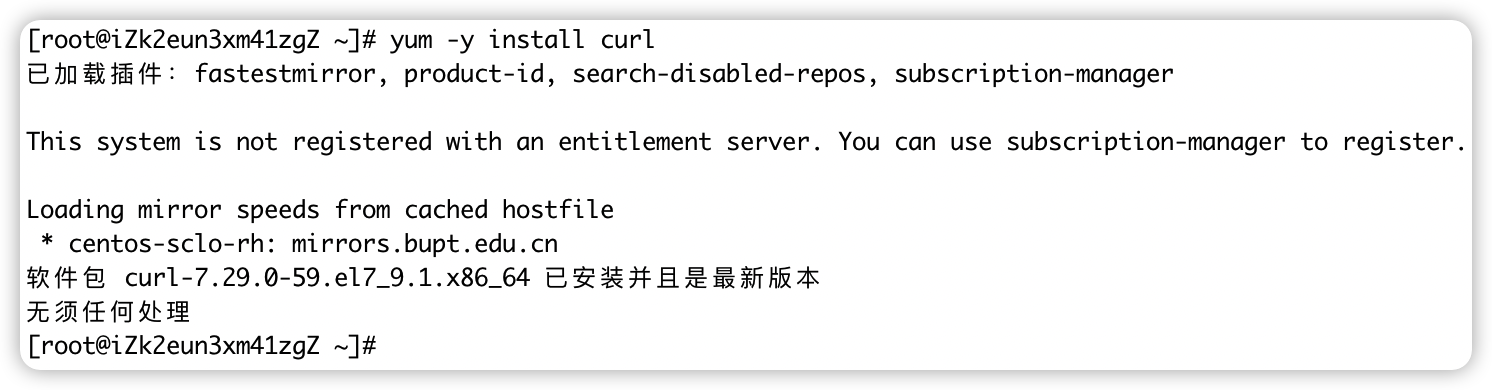 [root@iZk2eun3xm41zgZ ~]# yum -y install curl
已加载插件：fastestmirror, product-id, search-disabled-repos, subscription-manager
This system is not registered with an entitlement server. You can use subscription-manager to register.
Loading mirror speeds from cached hostfile
 * centos-sclo-rh: mirrors.bupt.edu.cn
软件包 curl-7.29.0-59.el7_9.1.x86_64 已安装并且是最新版本
无须任何处理
[root@iZk2eun3xm41zgZ ~]#